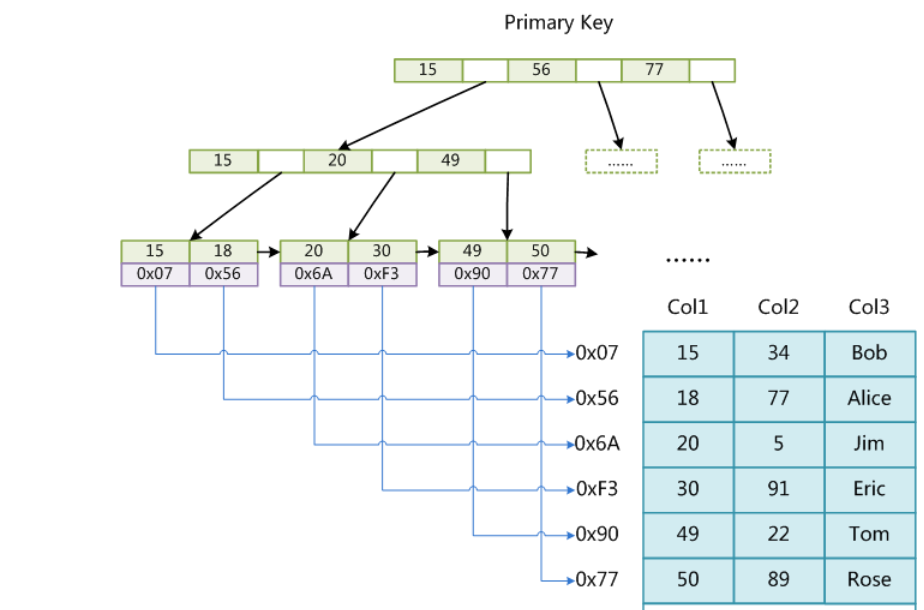 Primary Key
15 56 77
15 20 49 ...... ......
15 18 20 30 49 50
0x07 0x56 0x6A 0xF3 0x90 0x77 ......
Col1 Col2 Col3
0x07 15 34 Bob
0x56 18 77 Alice
0x6A 20 5 Jim
0xF3 30 91 Eric
0x90 49 22 Tom
0x77 50 89 Rose